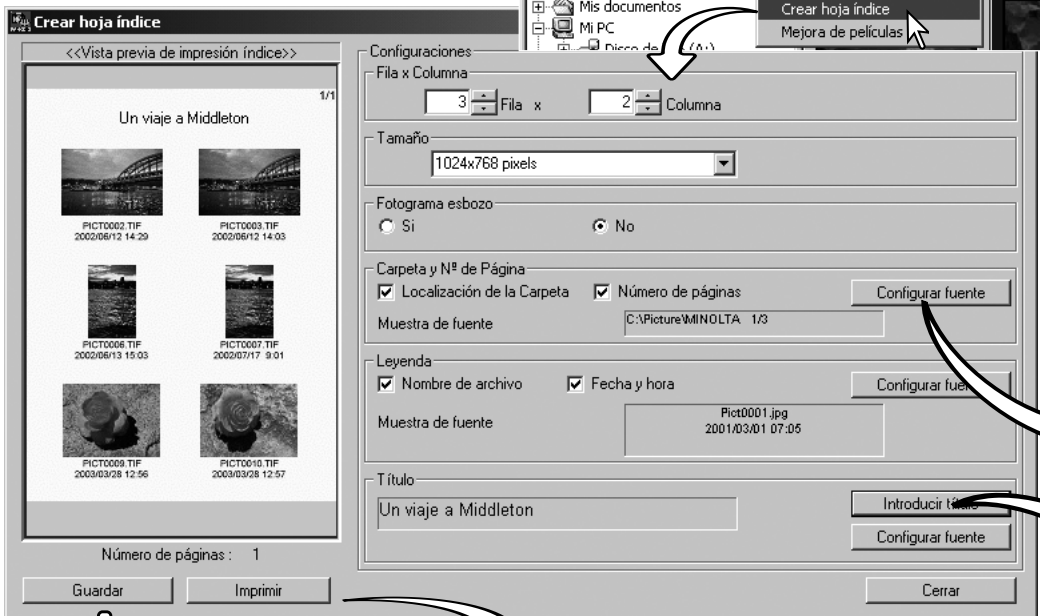 Crear hoja índice
Mis documentos
Mi PC
Disco de
(A:)
Crear hoja índice
Mejora de películas
<<Vista previa de impresión índice>>
1/1
Un viaje a Middleton
PICT0002.TIF
2002/06/12 14:29
PICT0003.TIF
2002/06/12 14:03
PICT0006.TIF
2002/06/13 15:03
PICT0007.TIF
2002/07/17 9:01
PICT0009.TIF
2003/03/28 12:56
PICT0010.TIF
2003/03/28 12:57
Número de páginas : 1
Guardar
Imprimir
Configuraciones
Fila x Columna
3 Fila x 2 Columna
Tamaño
1024x768 pixels
Fotograma esbozo
Si
No
Carpeta y Nº de Página
Localización de la Carpeta
Número de páginas
Configurar fuente
Muestra de fuente
C:\Picture\MINOLTA 1/3
Leyenda
Nombre de archivo
Fecha y hora
Configurar fuen
Muestra de fuente
Pict0001.jpg
2001/03/01 07:05
Título
Un viaje a Middleton
Introducir título
Configurar fuente
Cerrar